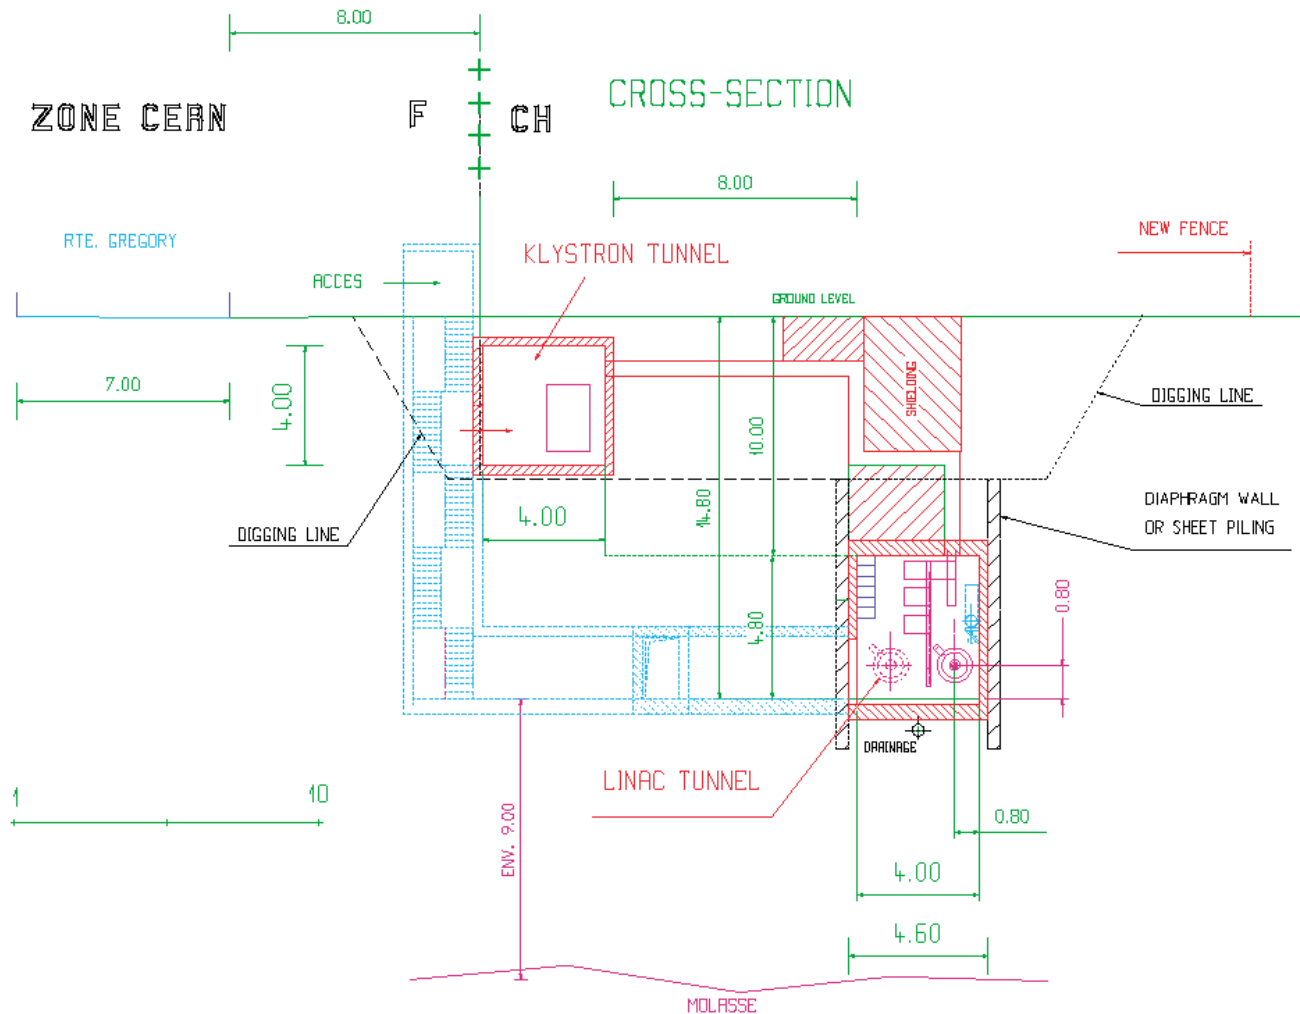 8.00
ZONE CERN
F
CH
CROSS-SECTION
8.00
RTE. GREGORY
ACCES
KLYSTRON TUNNEL
NEW FENCE
GROUND LEVEL
7.00
4.00
SHIELDING
DIGGING LINE
10.00
14.80
4.00
DIGGING LINE
DIAPHRAGM WALL
OR SHEET PILING
0.80
4.80
DRAINAGE
LINAC TUNNEL
1
10
ENV. 9.00
0.80
4.00
4.60
MOLASSE